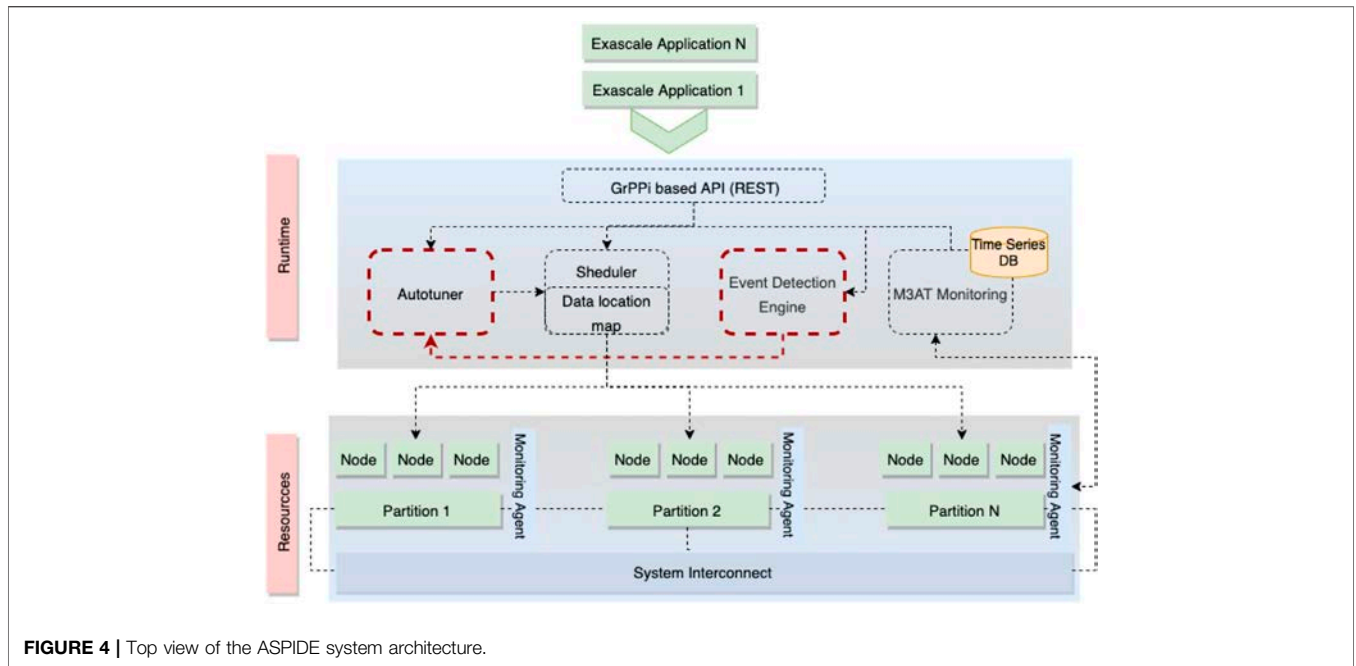 Exascale Application N
Exascale Application 1
Runtime
GrPPi based API (REST)
Autotuner
Sheduler
Data location
map
Event Detection
Engine
Time Series
DB
M3AT Monitoring
Resourcces
Node
Node
Node
Partition 1
Monitoring Agent
Node
Node
Node
Partition 2
Monitoring Agent
Node
Node
Node
Partition N
Monitoring Agent
System Interconnect
FIGURE 4 | Top view of the ASPIDE system architecture.